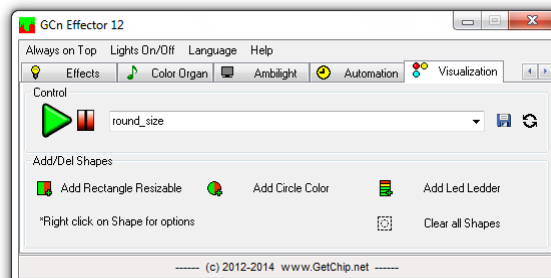 GCn Effector 12
Always on Top Lights On/Off Language Help
Effects Color Organ Ambilight Automation Visualization
Control
round_size
Add/Del Shapes
Add Rectangle Resizable Add Circle Color Add Led Ledder
*Right click on Shape for options Clear all Shapes
------ (c) 2012-2014 www.GetChip.net ------